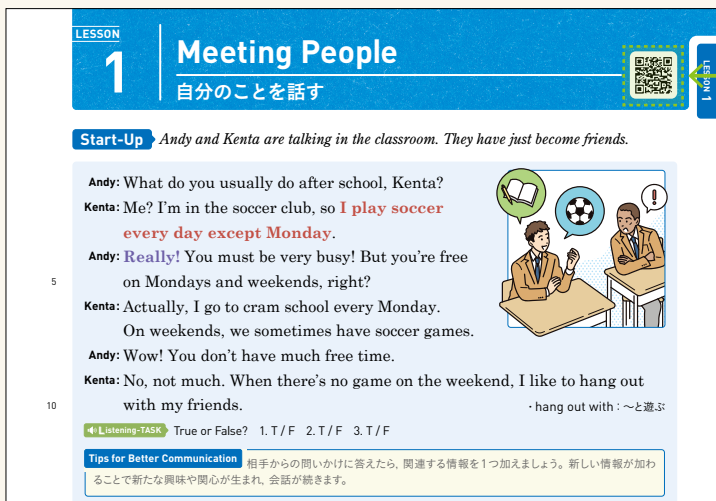 LESSON
1
Meeting People
自分のことを話す
LESSON 1
Start-Up Andy and Kenta are talking in the classroom. They have just become friends.
Andy: What do you usually do after school, Kenta?
Kenta: Me? I'm in the soccer club, so I play soccer
every day except Monday.
Andy: Really! You must be very busy! But you're free
5 on Mondays and weekends, right?
Kenta: Actually, I go to cram school every Monday.
On weekends, we sometimes have soccer games.
Andy: Wow! You don't have much free time.
Kenta: No, not much. When there's no game on the weekend, I like to hang out
10 with my friends.
・hang out with：〜と遊ぶ
!
Listening-TASK True or False? 1. T / F 2. T / F 3. T / F
Tips for Better Communication 相手からの問いかけに答えたら, 関連する情報を1つ加えましょう。新しい情報が加わ
ることで新たな興味や関心が生まれ, 会話が続きます。